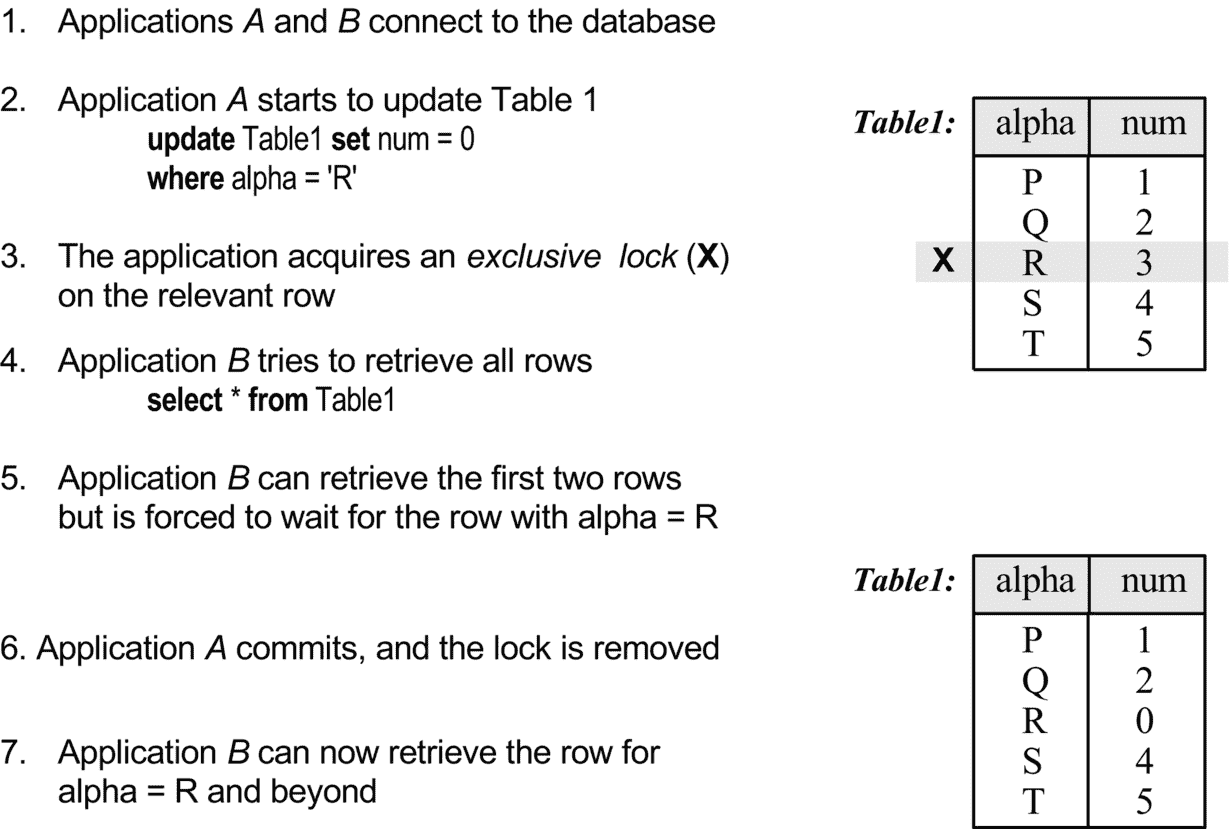 1. Applications A and B connect to the database
2. Application A starts to update Table 1
update Table1 set num = 0
where alpha = 'R'
Table1:
alpha num
P 1
Q 2
X R 3
S 4
T 5
3. The application acquires an exclusive lock (X)
on the relevant row
4. Application B tries to retrieve all rows
select * from Table1
5. Application B can retrieve the first two rows
but is forced to wait for the row with alpha = R
6. Application A commits, and the lock is removed
7. Application B can now retrieve the row for
alpha = R and beyond
Table1:
alpha num
P 1
Q 2
R 0
S 4
T 5